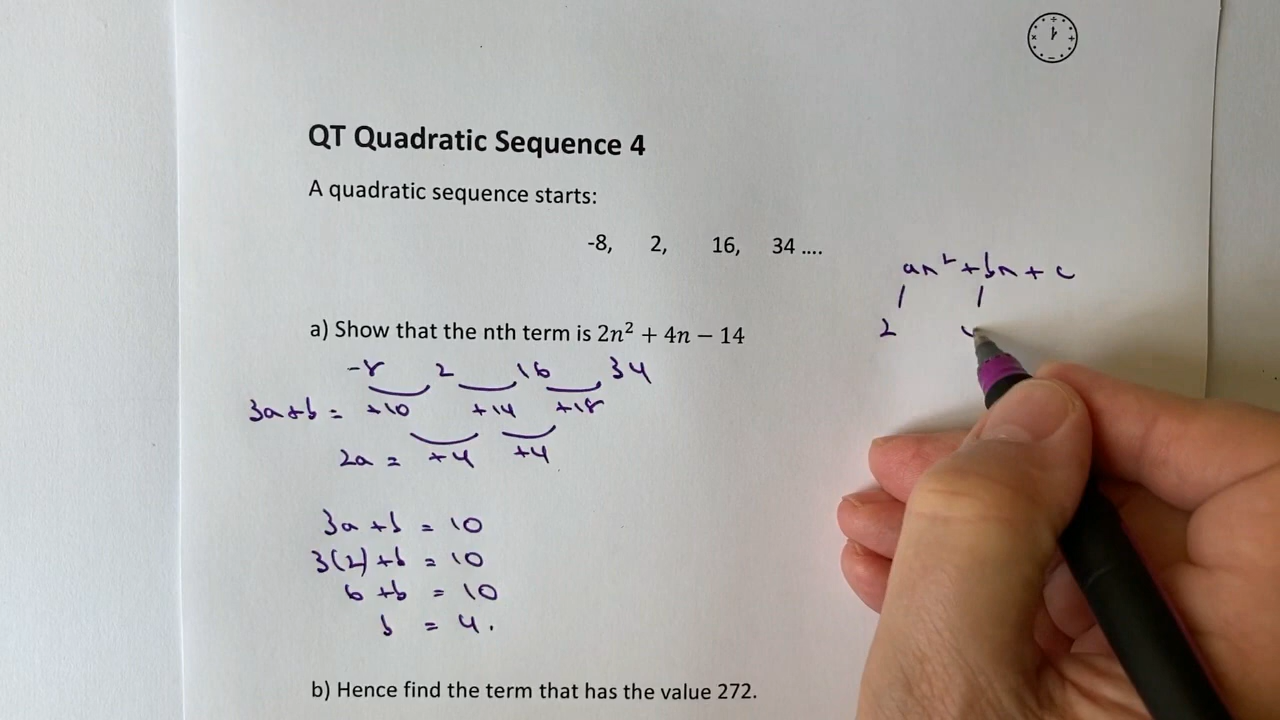 QT Quadratic Sequence 4
A quadratic sequence starts:
-8, 2, 16, 34 ....
an² + bn + c
2
a) Show that the nth term is 2n² + 4n − 14
-8 2 16 34
3a+b = +10 +14 +18
2a = +4 +4
3a + b = 10
3(2) + b = 10
6 + b = 10
b = 4.
b) Hence find the term that has the value 272.